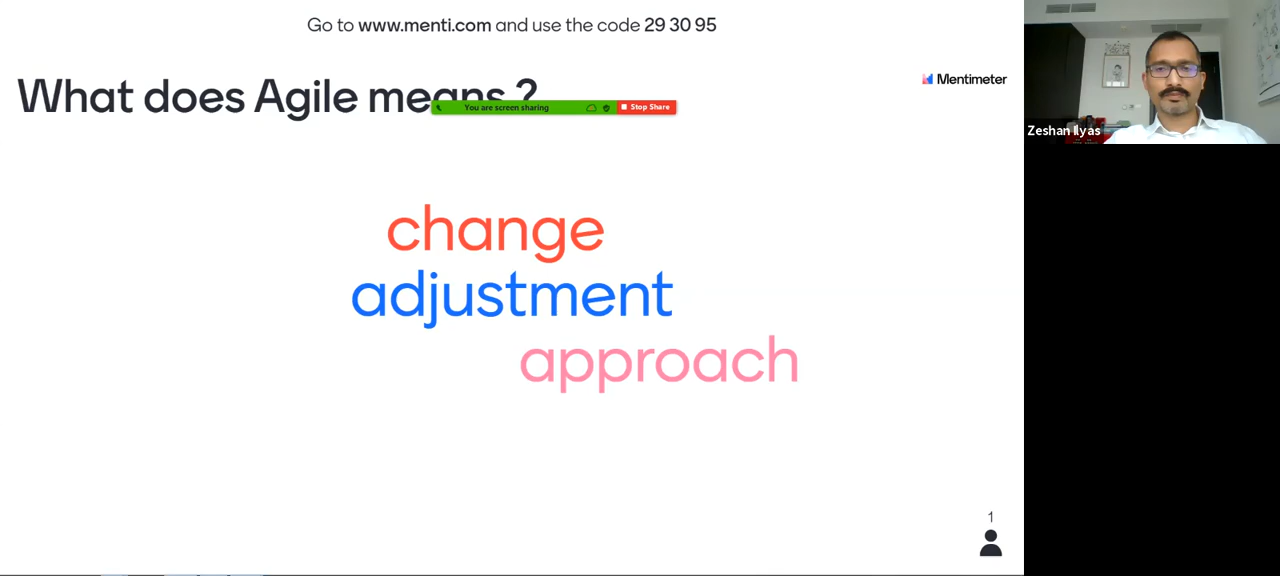 Go to www.menti.com and use the code 29 30 95
What does Agile means ?
Mentimeter
You are screen sharing
Stop Share
Zeshan Ilyas
change
adjustment
approach
1